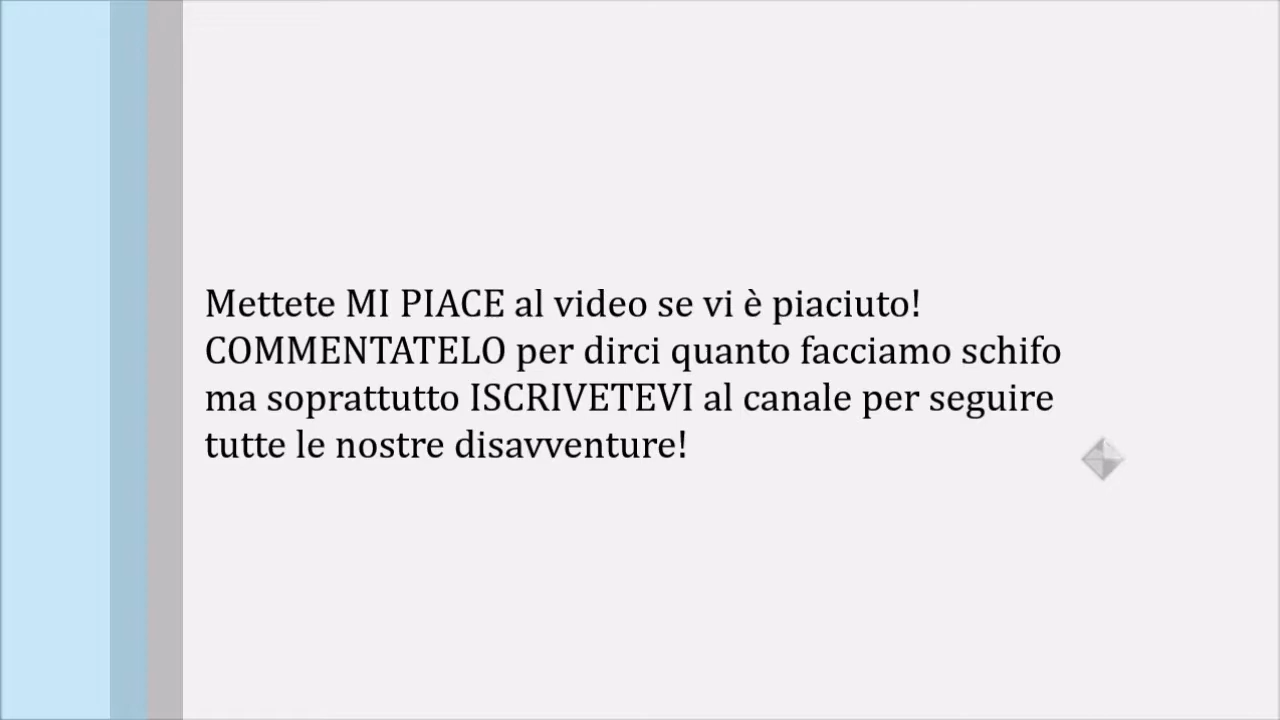 Mettete MI PIACE al video se vi è piaciuto!
COMMENTATELO per dirci quanto facciamo schifo
ma soprattutto ISCRIVETEVI al canale per seguire
tutte le nostre disavventure!